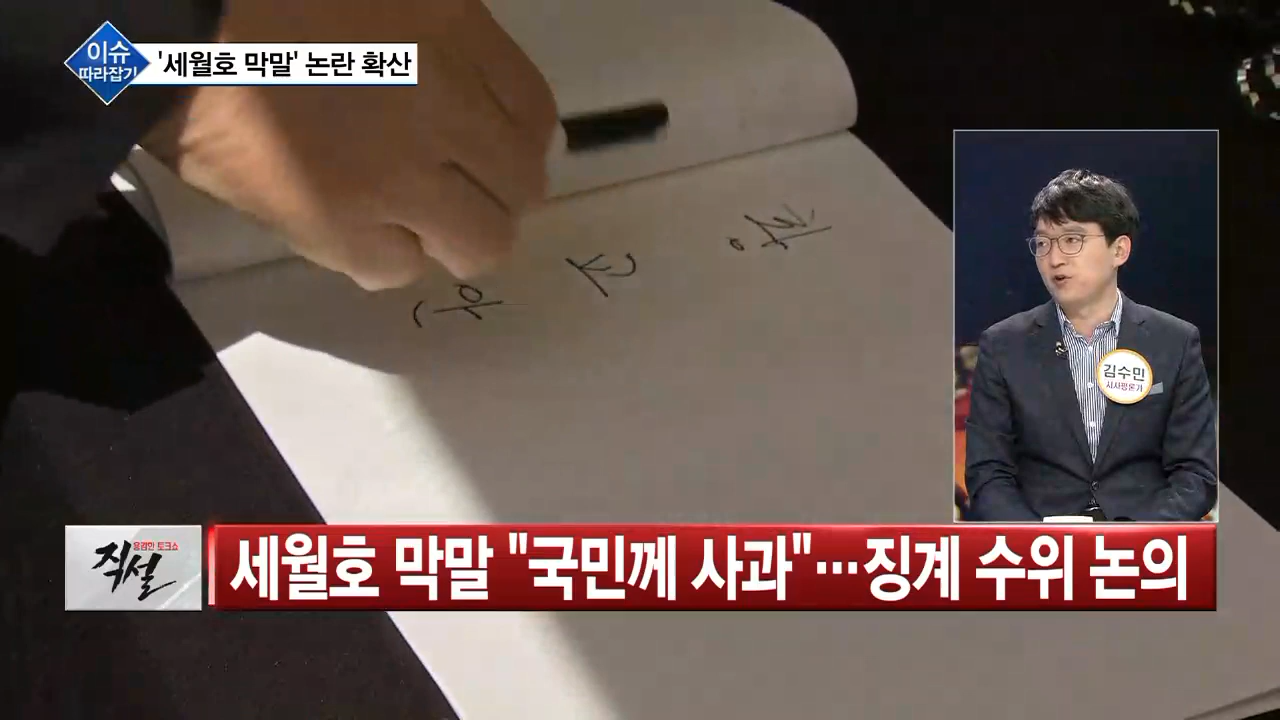 이슈
따라잡기
'세월호 막말' 논란 확산
김수민
시사평론가
용감한 토크쇼
직설
세월호 막말 "국민께 사과"…징계 수위 논의